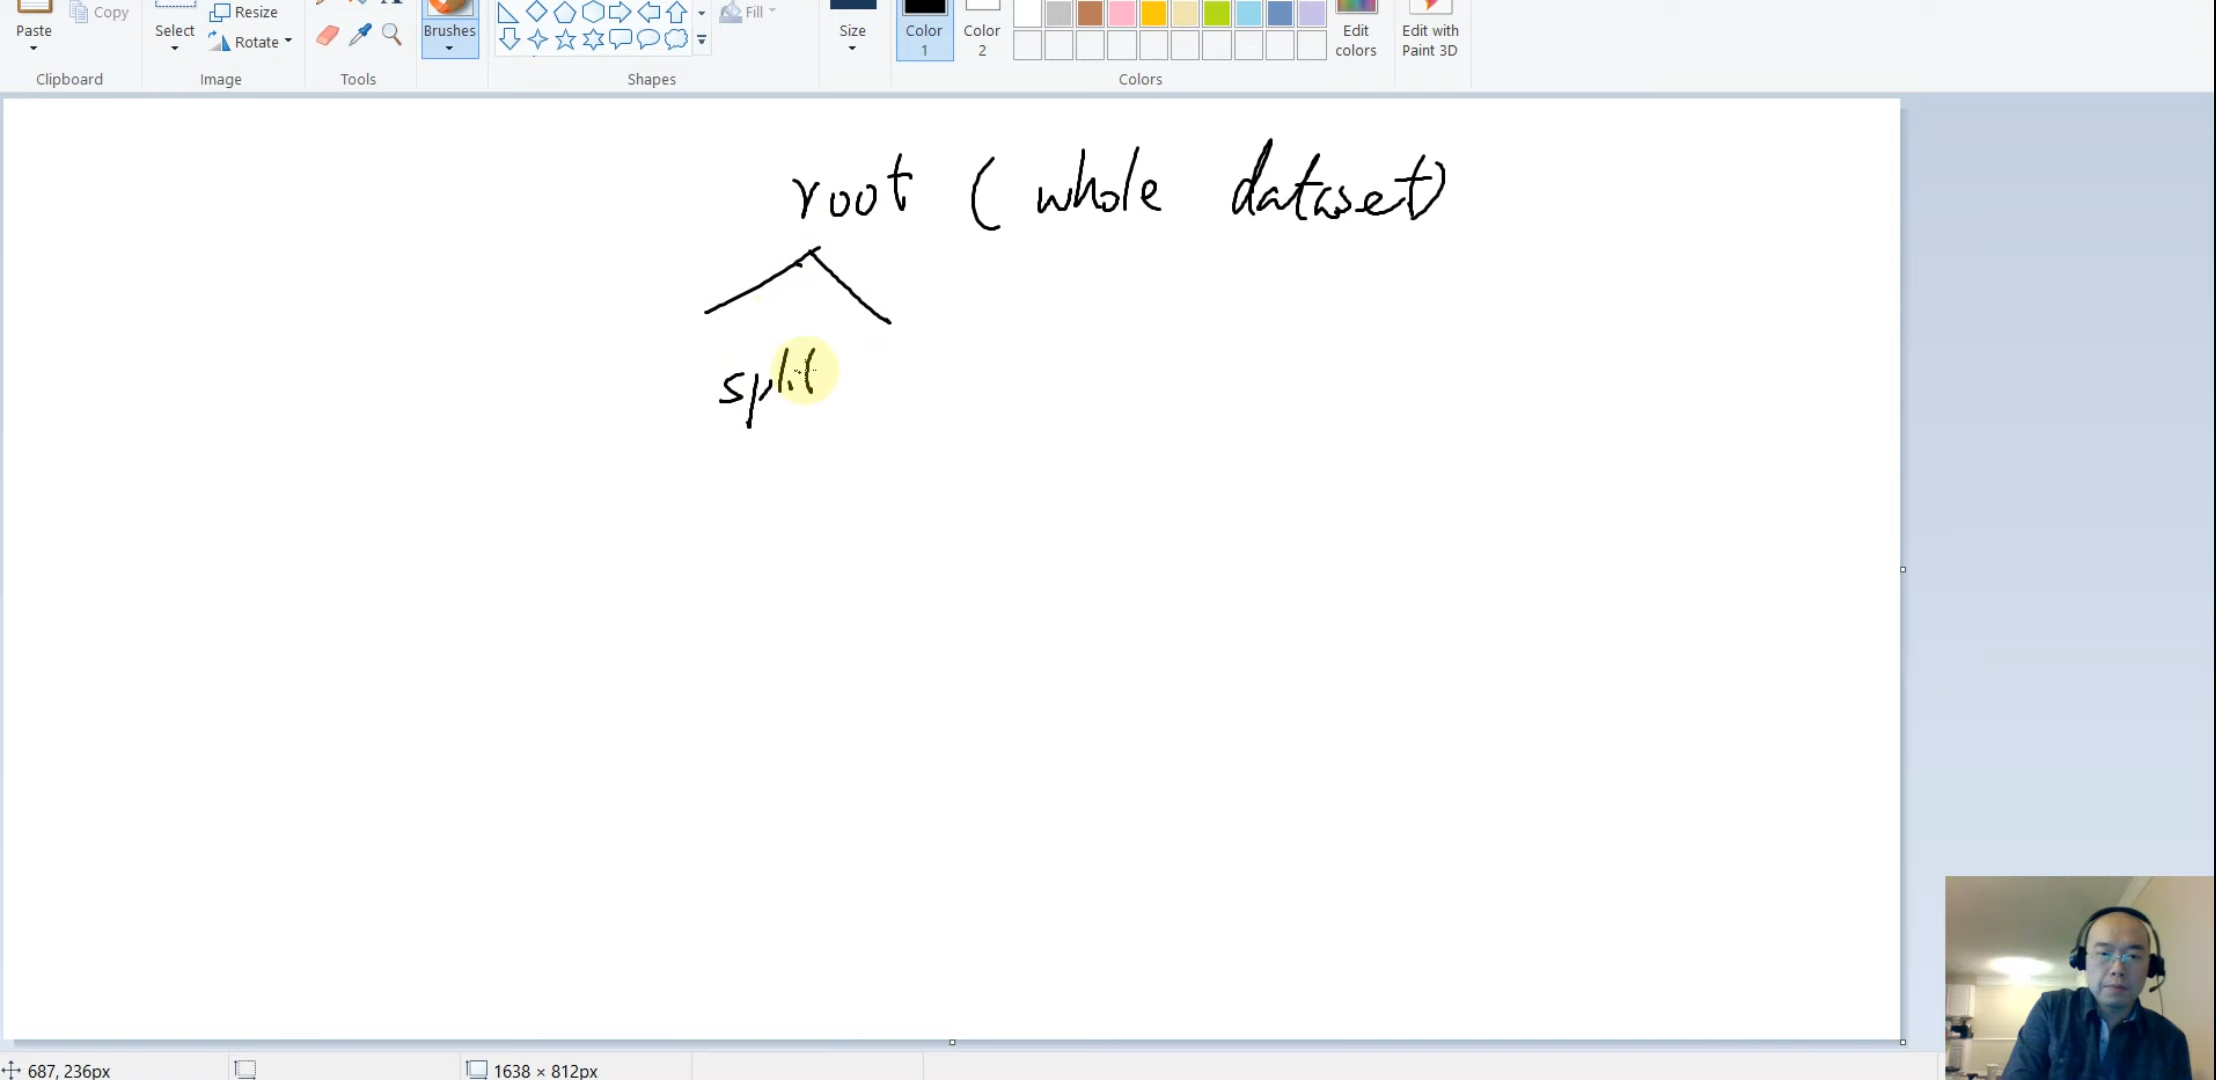 Paste
Copy
Select
Resize
Rotate
Brushes
Fill
Size
Color 1
Color 2
Edit colors
Edit with Paint 3D
Clipboard
Image
Tools
Shapes
Colors
root (whole dataset)
split
687, 236px
1638 × 812px